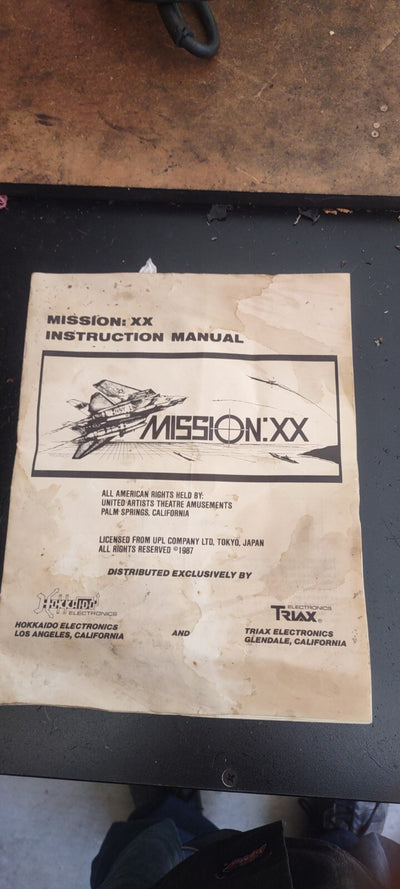 MISSION: XX
INSTRUCTION MANUAL
MISSION:XX
ALL AMERICAN RIGHTS HELD BY:
UNITED ARTISTS THEATRE AMUSEMENTS
PALM SPRINGS, CALIFORNIA
LICENSED FROM UPL COMPANY LTD, TOKYO, JAPAN
ALL RIGHTS RESERVED ©1987
DISTRIBUTED EXCLUSIVELY BY
HOKKAIDO
ELECTRONICS
HOKKAIDO ELECTRONICS
LOS ANGELES, CALIFORNIA
AND
ELECTRONICS
TRIAX®
TRIAX ELECTRONICS
GLENDALE, CALIFORNIA